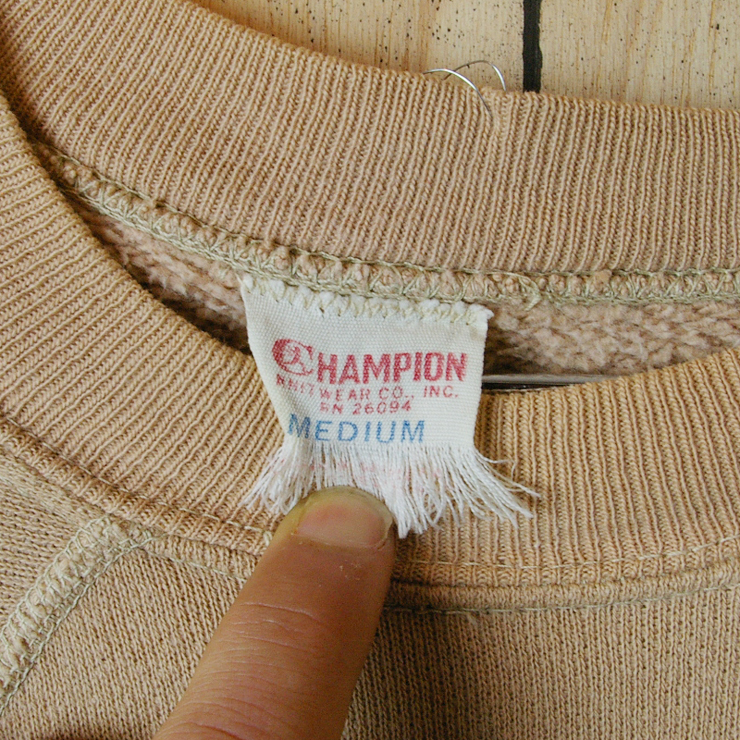 CHAMPION
KNITWEAR CO., INC.
RN 26094
MEDIUM